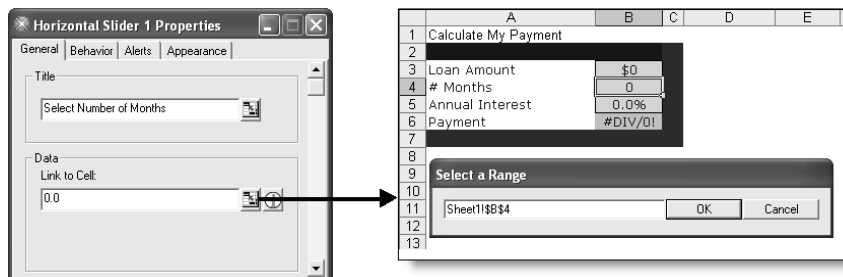 Horizontal Slider 1 Properties
General Behavior Alerts Appearance
Title
Select Number of Months
Data
Link to Cell:
0.0
A B C D E
1 Calculate My Payment
2
3 Loan Amount $0
4 # Months 0
5 Annual Interest 0.0%
6 Payment #DIV/0!
7
8
9
10
11
12
13
Select a Range
Sheet1!$B$4
OK Cancel